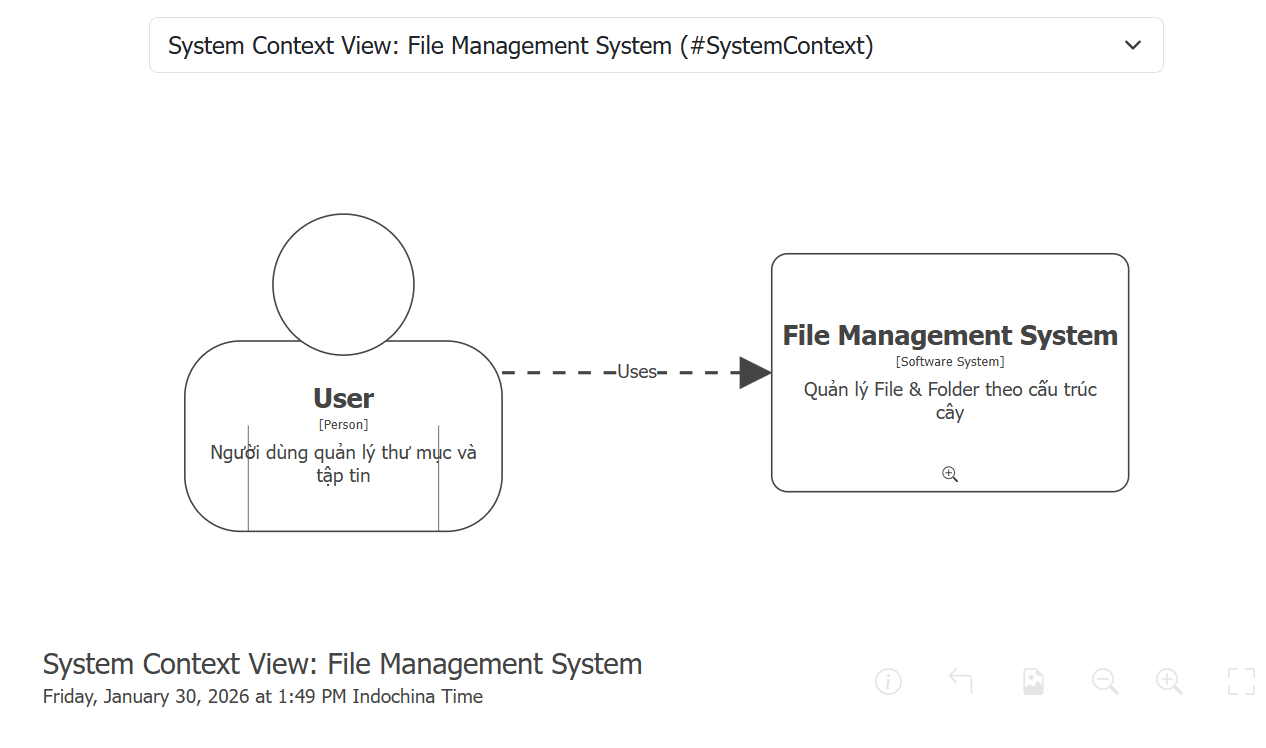 System Context View: File Management System (#SystemContext)
User
[Person]
Người dùng quản lý thư mục và
tập tin
Uses
File Management System
[Software System]
Quản lý File & Folder theo cấu trúc
cây
System Context View: File Management System
Friday, January 30, 2026 at 1:49 PM Indochina Time